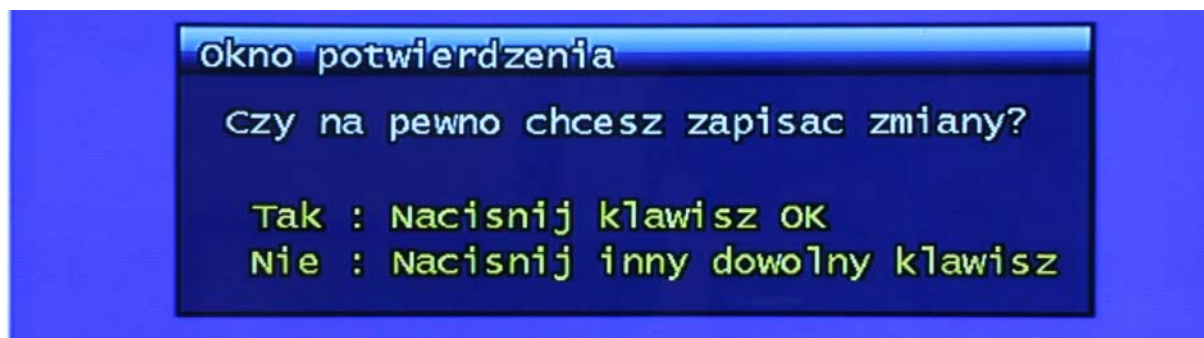 Okno potwierdzenia
Czy na pewno chcesz zapisac zmiany?
Tak : Nacisnij klawisz OK
Nie : Nacisnij inny dowolny klawisz